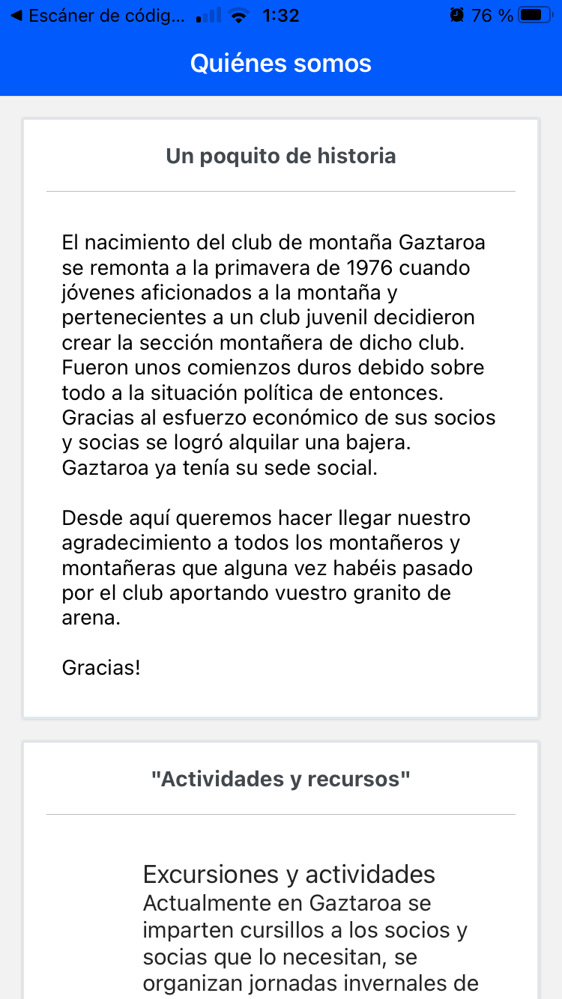 Escáner de códig... 1:32 76 %
Quiénes somos
Un poquito de historia
El nacimiento del club de montaña Gaztaroa
se remonta a la primavera de 1976 cuando
jóvenes aficionados a la montaña y
pertenecientes a un club juvenil decidieron
crear la sección montañera de dicho club.
Fueron unos comienzos duros debido sobre
todo a la situación política de entonces.
Gracias al esfuerzo económico de sus socios
y socias se logró alquilar una bajera.
Gaztaroa ya tenía su sede social.
Desde aquí queremos hacer llegar nuestro
agradecimiento a todos los montañeros y
montañeras que alguna vez habéis pasado
por el club aportando vuestro granito de
arena.
Gracias!
"Actividades y recursos"
Excursiones y actividades
Actualmente en Gaztaroa se
imparten cursillos a los socios y
socias que lo necesitan, se
organizan jornadas invernales de